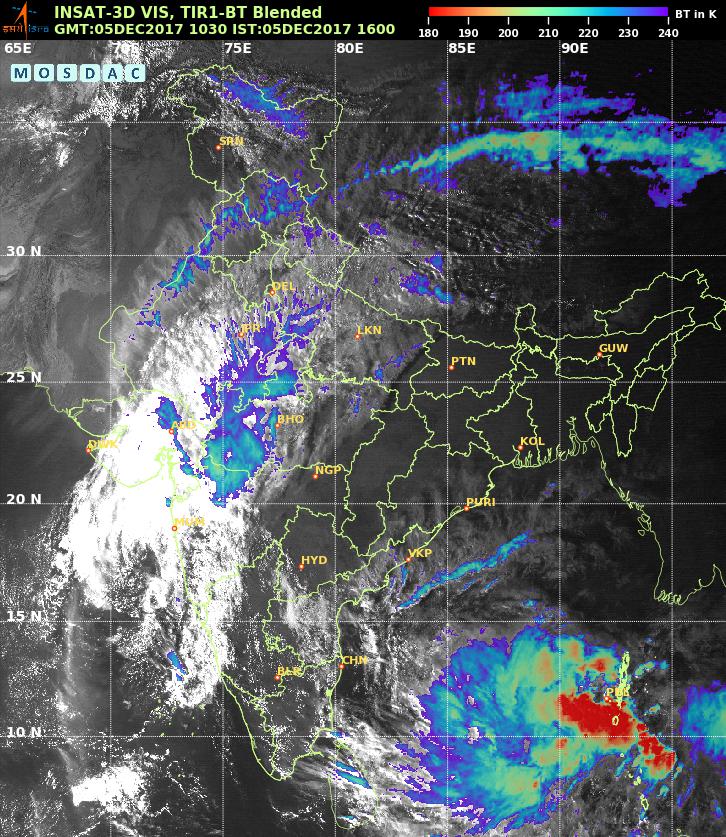 INSAT-3D VIS, TIR1-BT Blended
GMT:05DEC2017 1030 IST:05DEC2017 1600
BT in K
180 190 200 210 220 230 240
65E 70E 75E 80E 85E 90E
MOSDAC
SRN
30 N
DEL
JPR
LKN
GUW
PTN
25 N
AHD
BHO
DWK
KOL
NGP
20 N
PURI
MUM
VKP
HYD
15 N
CHN
BLR
PBL
10 N